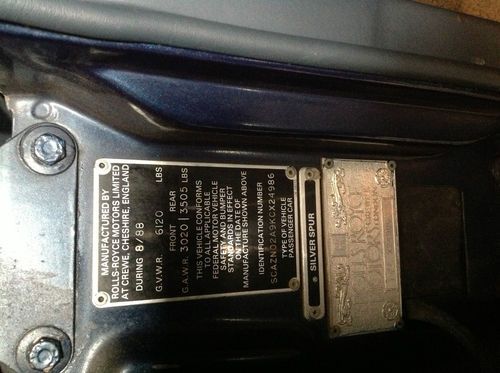 MANUFACTURED BY
ROLLS-ROYCE MOTORS LIMITED
AT CREWE, CHESHIRE, ENGLAND
DURING 8/88
G.V.W.R. 6120 LBS
FRONT REAR
G.A.W.R. 3020 3505 LBS
THIS VEHICLE CONFORMS
TO ALL APPLICABLE
FEDERAL MOTOR VEHICLE
SAFETY AND BUMPER
STANDARDS IN EFFECT
ON THE DATE OF
MANUFACTURE SHOWN ABOVE
IDENTIFICATION NUMBER
SCAZN02A9KCX24986
TYPE OF VEHICLE
PASSENGER CAR
SILVER SPUR